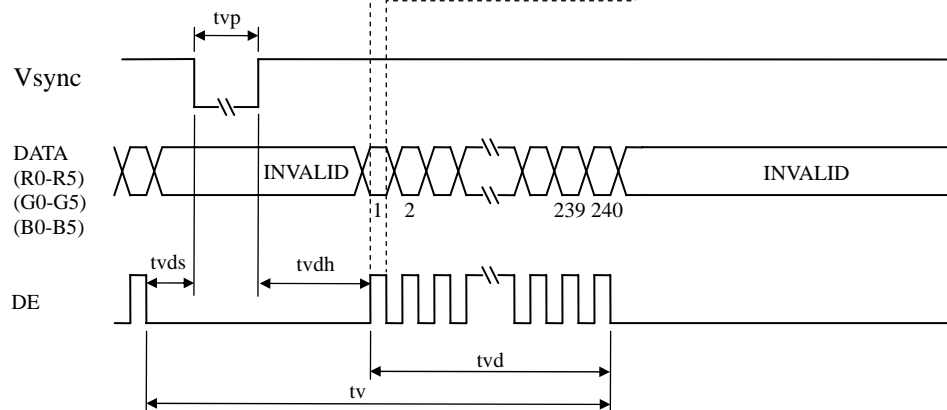 tvp
Vsync
DATA
(R0-R5)
(G0-G5)
(B0-B5)
INVALID
INVALID
1
2
239
240
tvds
tvdh
DE
tvd
tv